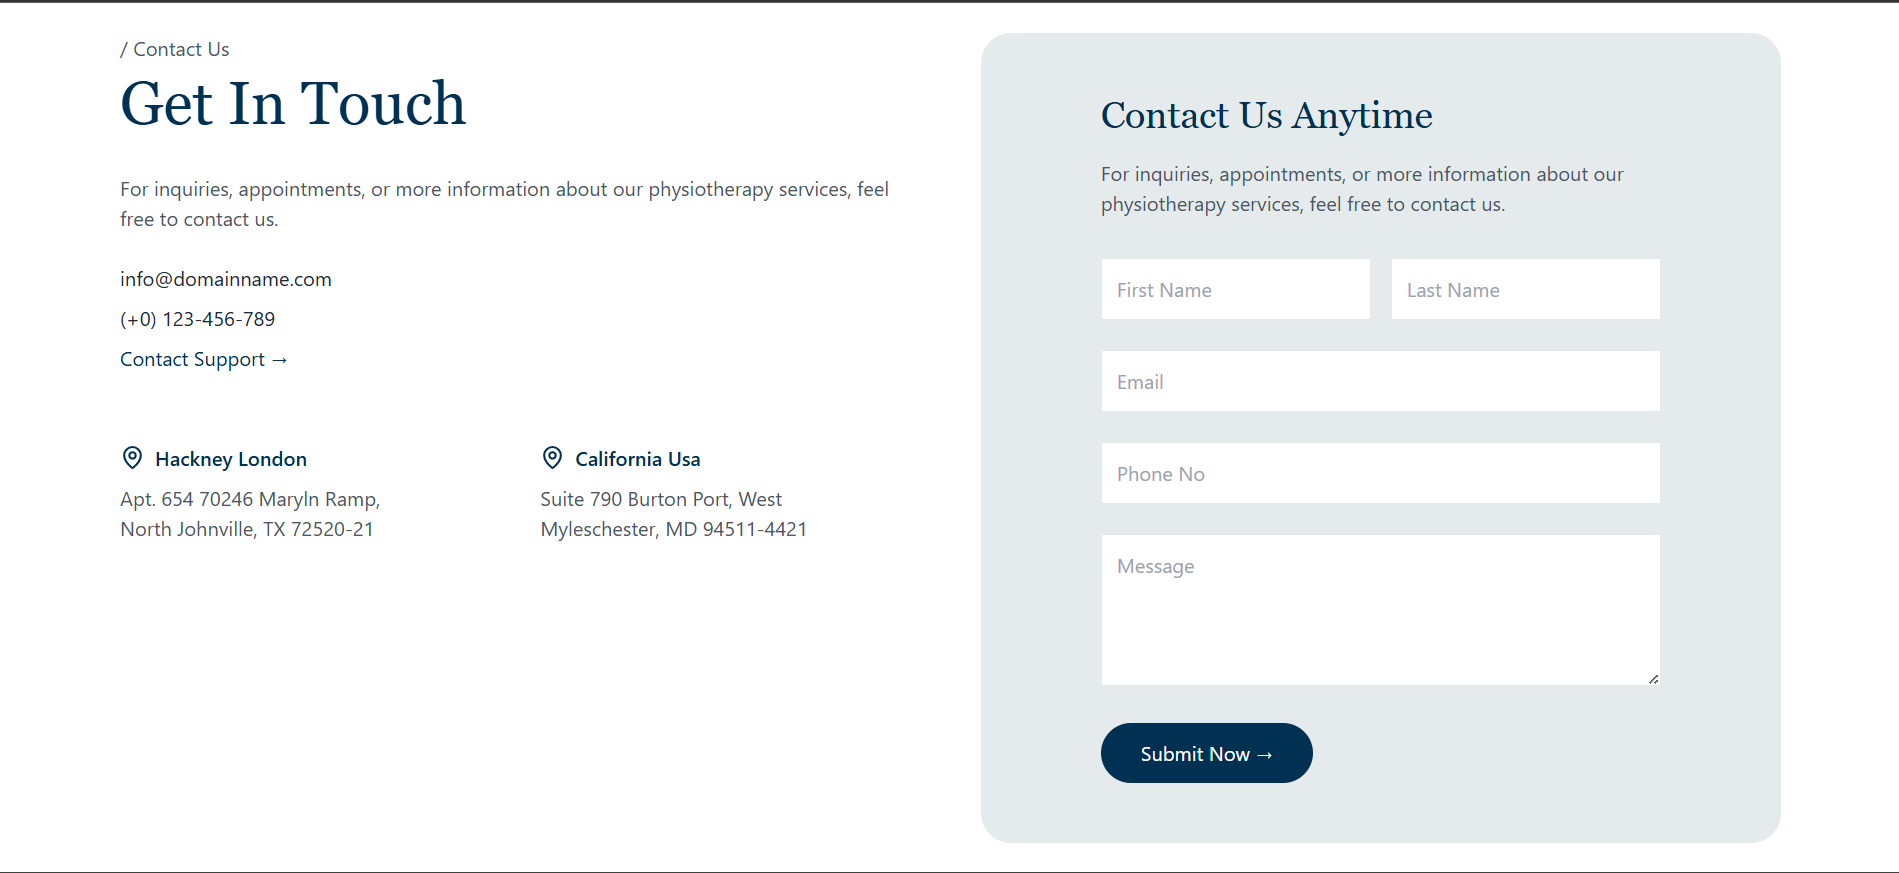 / Contact Us
Get In Touch
For inquiries, appointments, or more information about our physiotherapy services, feel
free to contact us.
info@domainname.com
(+0) 123-456-789
Contact Support →
Hackney London
Apt. 654 70246 Maryln Ramp,
North Johnville, TX 72520-21
California Usa
Suite 790 Burton Port, West
Myleschester, MD 94511-4421
Contact Us Anytime
For inquiries, appointments, or more information about our
physiotherapy services, feel free to contact us.
First Name
Last Name
Email
Phone No
Message
Submit Now →